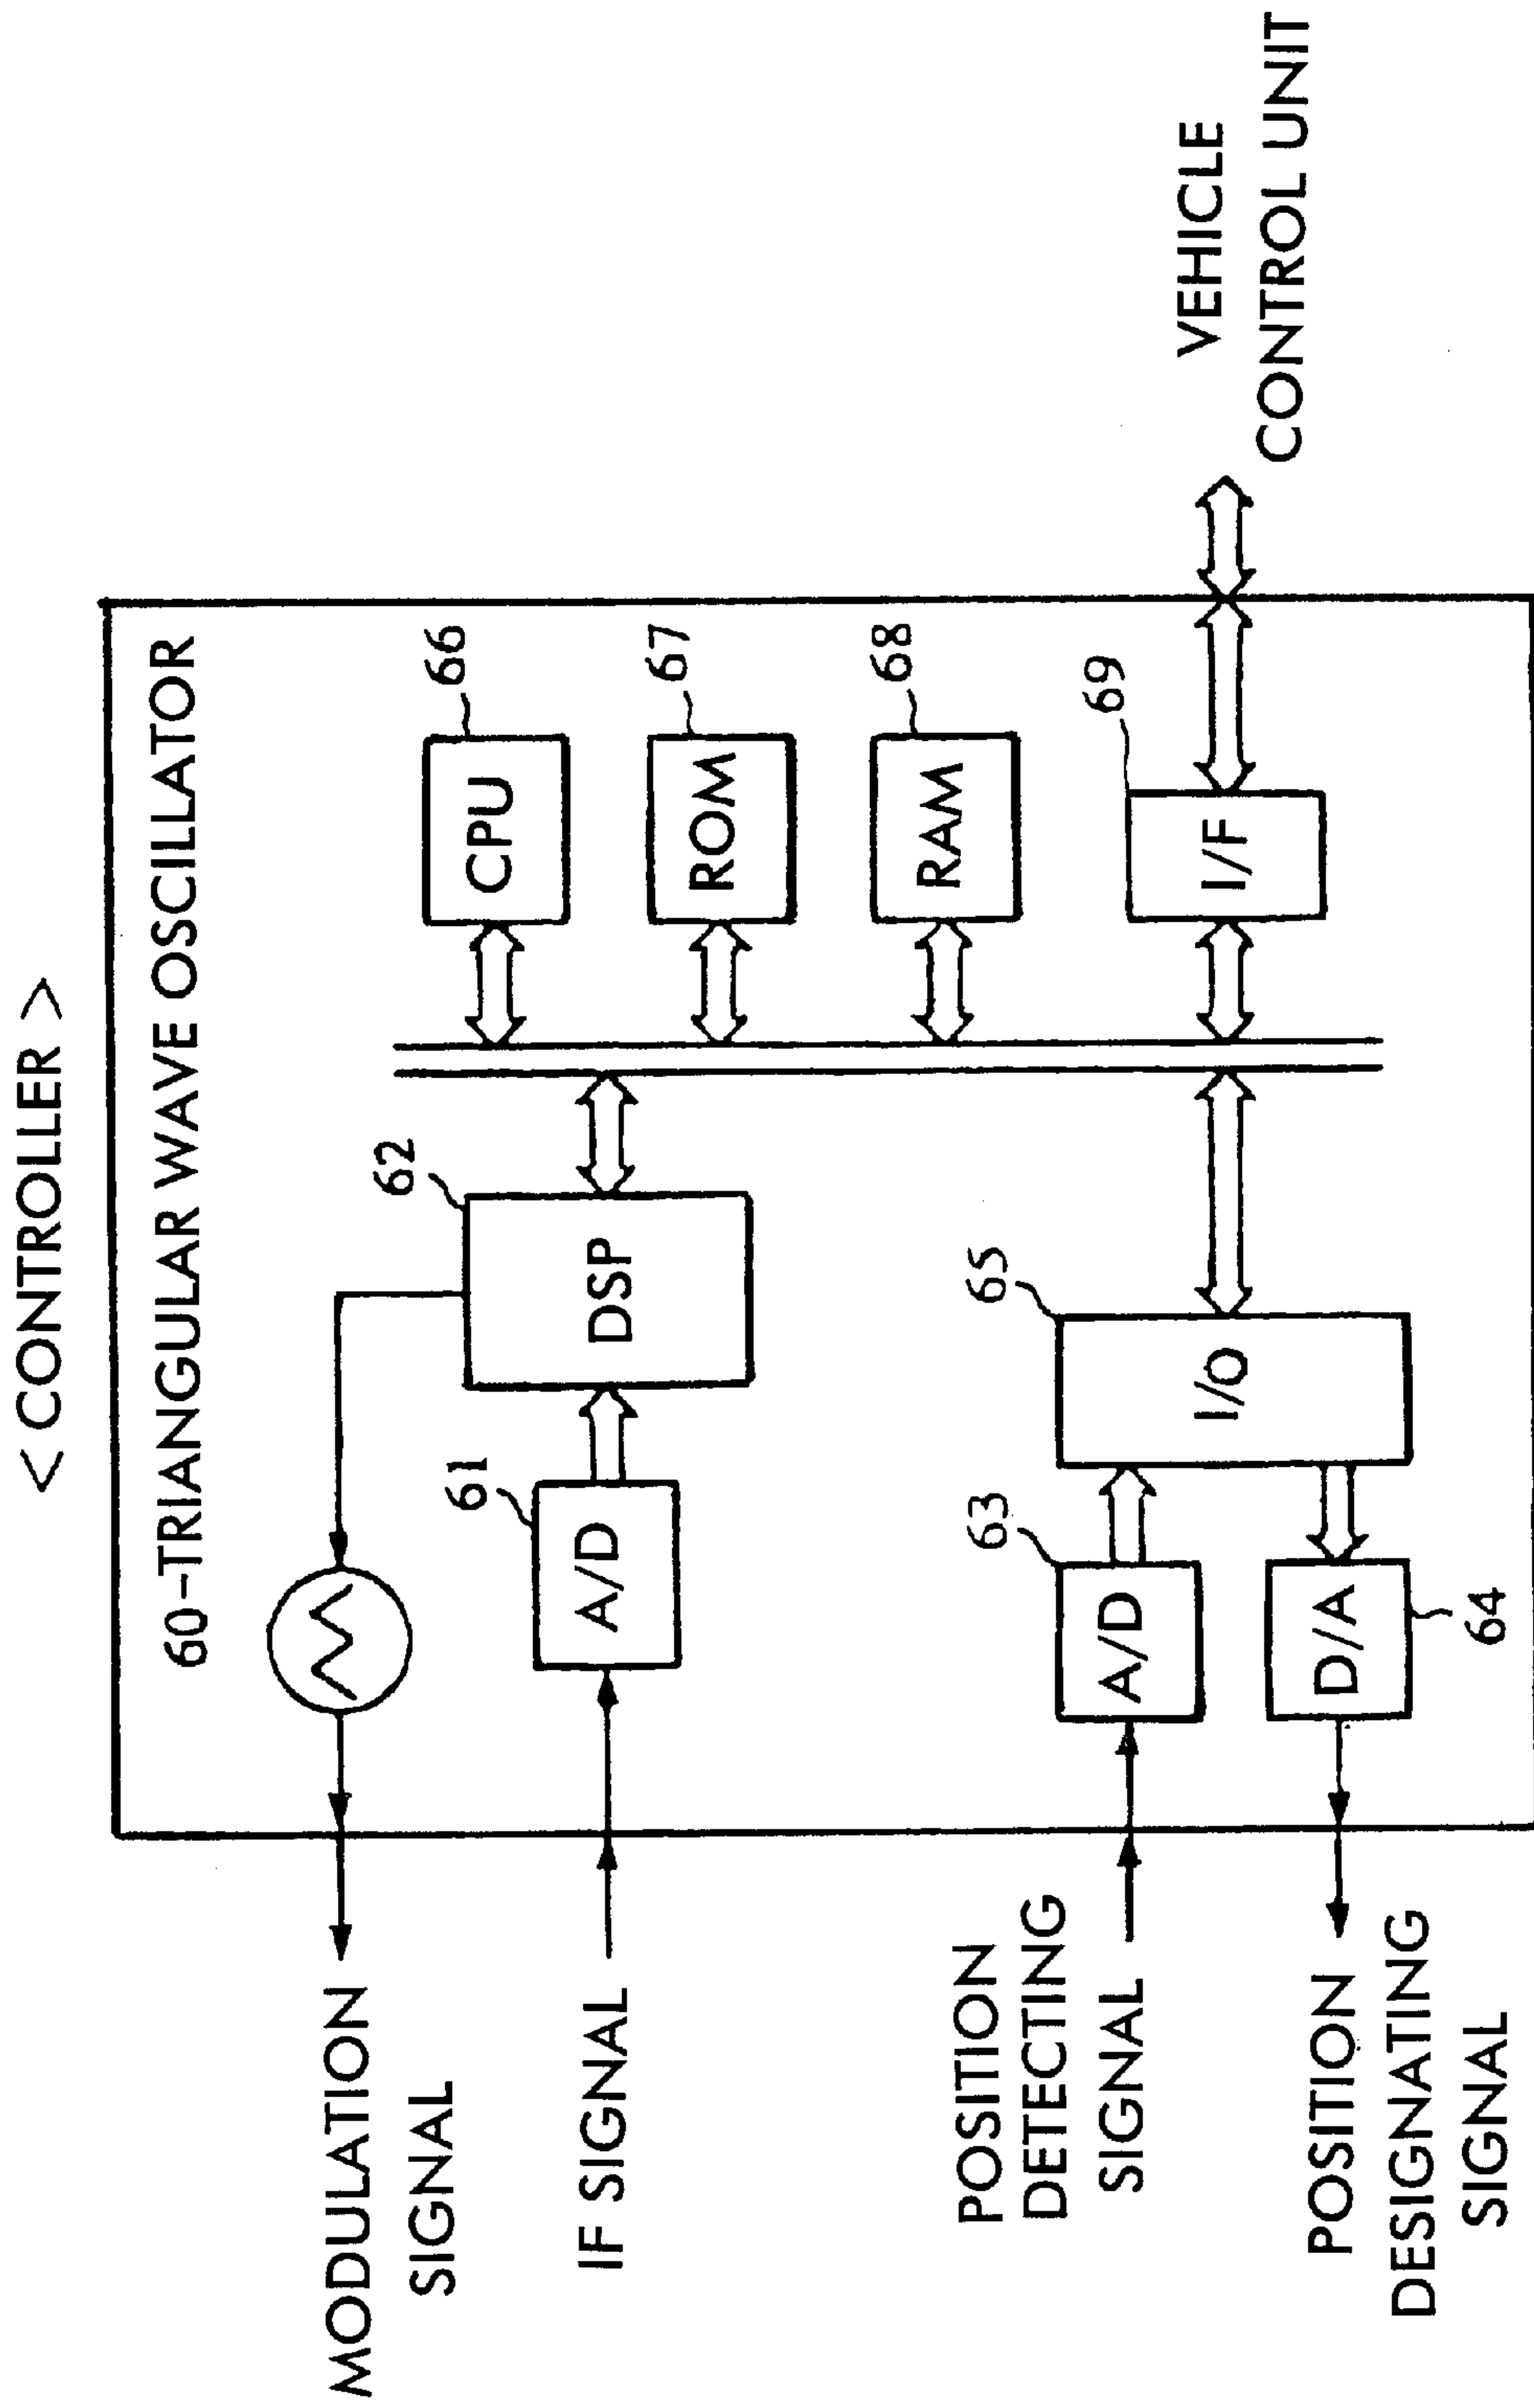 < CONTROLLER >
60-TRIANGULAR WAVE OSCILLATOR
MODULATION
SIGNAL
IF SIGNAL
61
A/D
62
DSP
66
CPU
67
ROM
68
RAM
POSITION
DETECTING
SIGNAL
63
A/D
65
I/O
69
I/F
VEHICLE
CONTROL UNIT
POSITION
DESIGNATING
SIGNAL
D/A
64